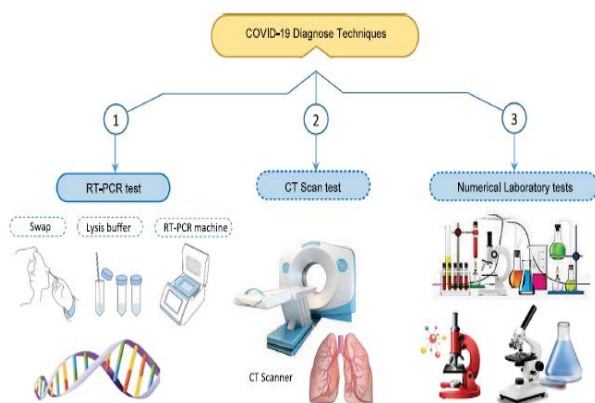 COVID-19 Diagnose Techniques
1
2
3
RT-PCR test
CT Scan test
Numerical Laboratory tests
Swap
Lysis buffer
RT-PCR machine
CT Scanner